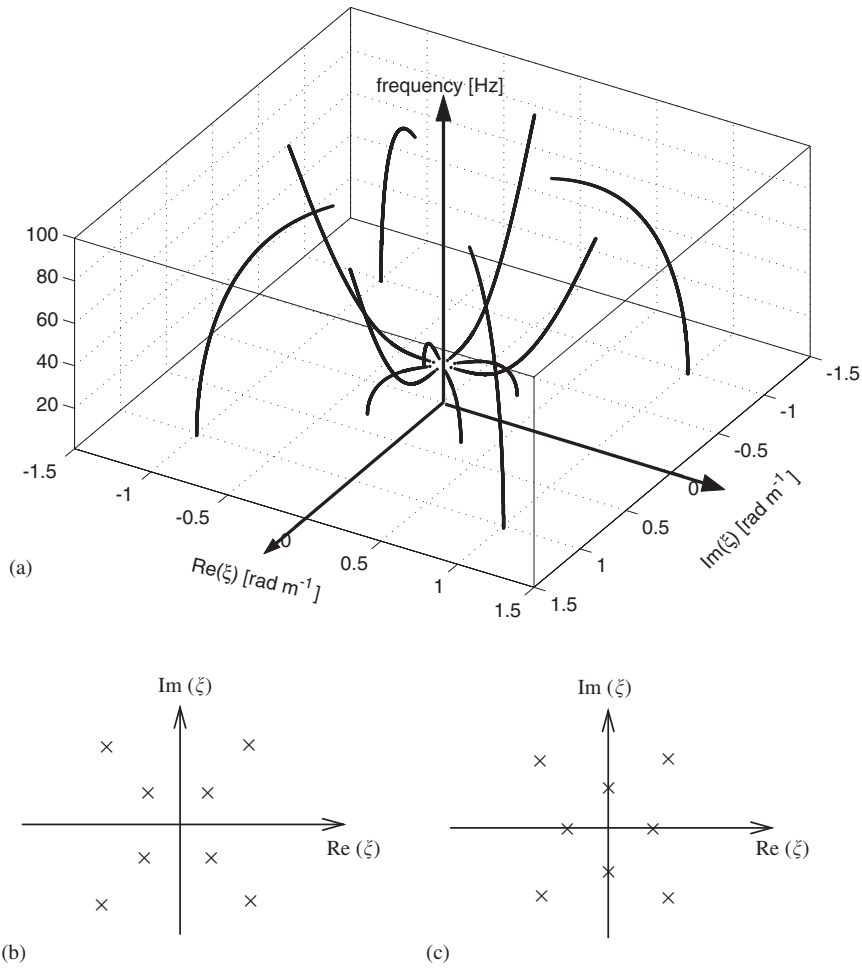 frequency [Hz]
100
80
60
40
20
-1.5
-1
-0.5
0
0.5
1
1.5
Re(ξ) [rad m-1]
1.5
1
0.5
0
-0.5
-1
-1.5
Im(ξ) [rad m-1]
(a)
Im (ξ)
Re (ξ)
(b)
Im (ξ)
Re (ξ)
(c)